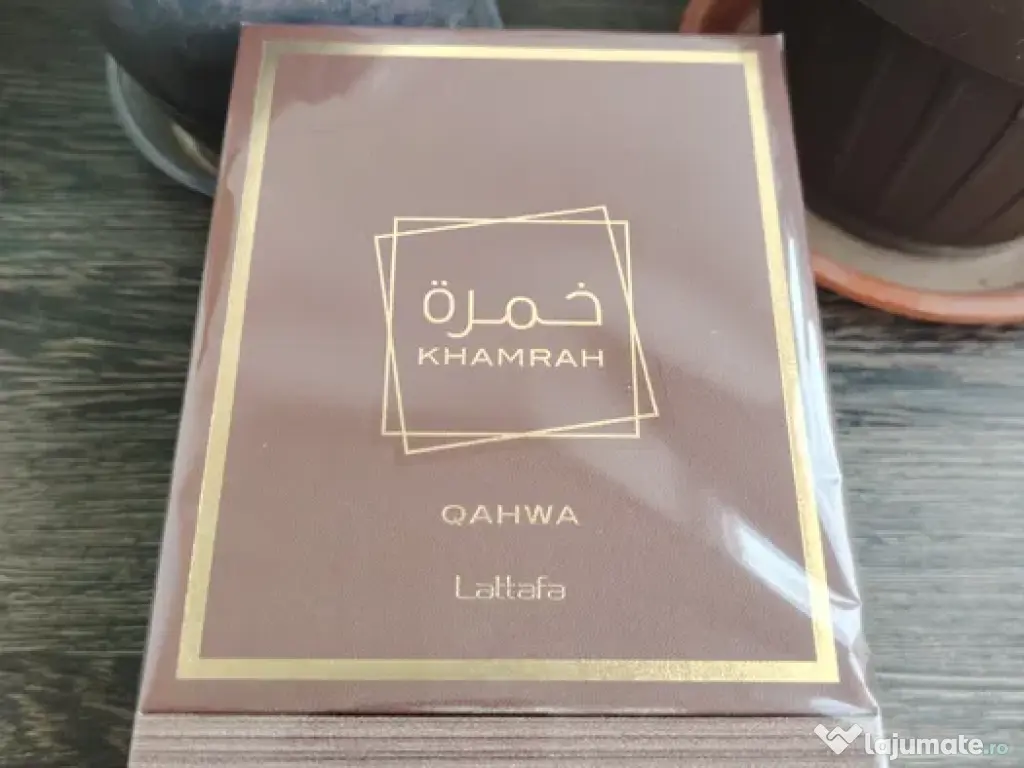 خمرة
KHAMRAH
QAHWA
Lattafa
lajumate.ro